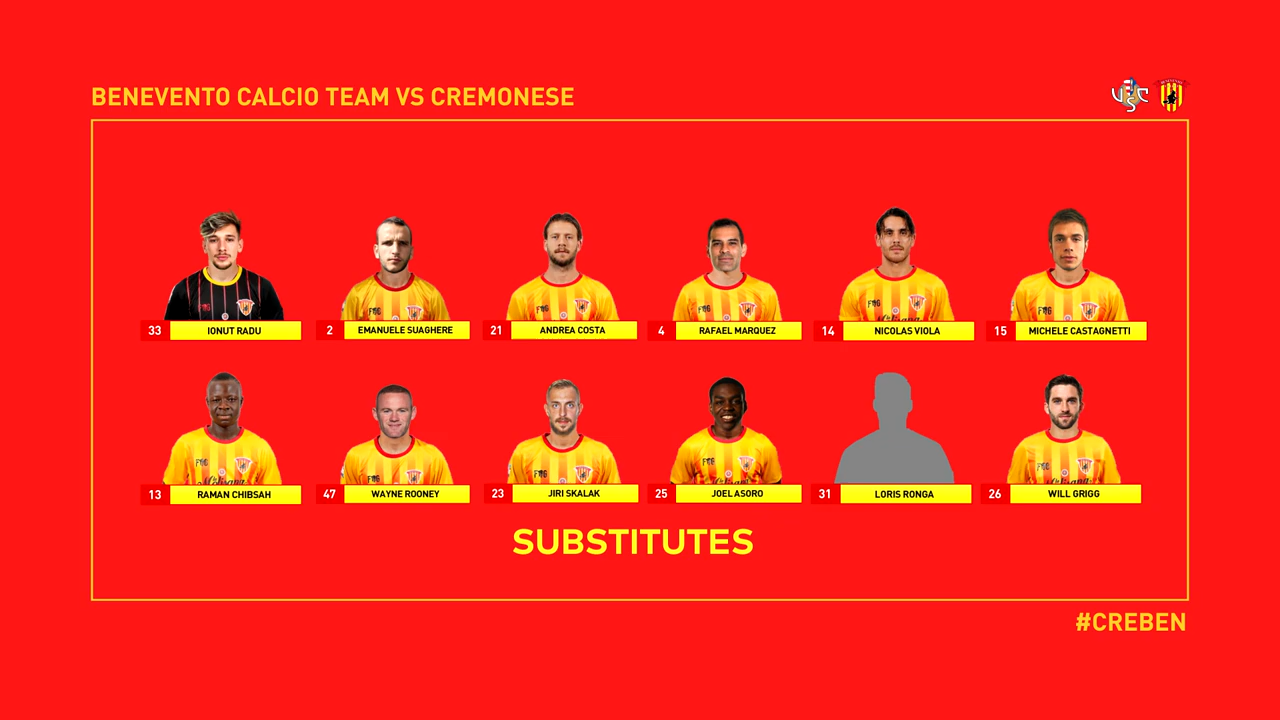 BENEVENTO CALCIO TEAM VS CREMONESE
33 IONUT RADU
2 EMANUELE SUAGHERE
21 ANDREA COSTA
4 RAFAEL MARQUEZ
14 NICOLAS VIOLA
15 MICHELE CASTAGNETTI
13 RAMAN CHIBSAH
47 WAYNE ROONEY
23 JIRI SKALAK
25 JOEL ASORO
31 LORIS RONGA
26 WILL GRIGG
SUBSTITUTES
#CREBEN